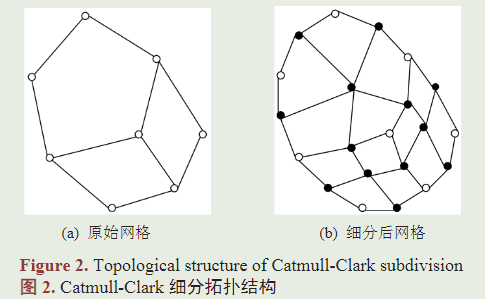 (a) 原始网格
(b) 细分后网格
Figure 2. Topological structure of Catmull-Clark subdivision
图 2. Catmull-Clark 细分拓扑结构